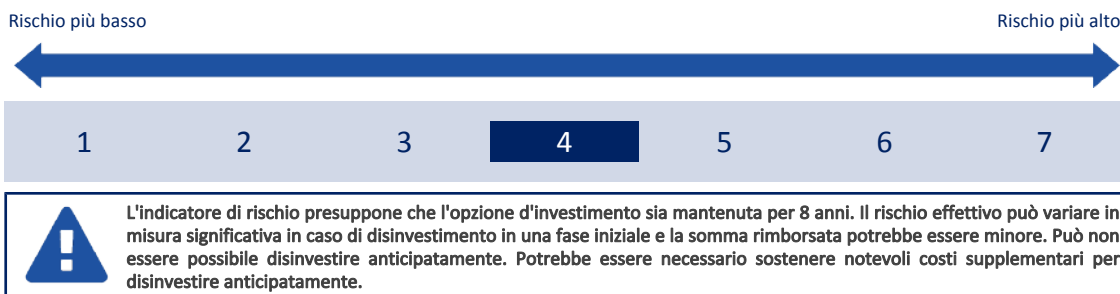 Rischio più basso Rischio più alto
1 2 3 4 5 6 7
L'indicatore di rischio presuppone che l'opzione d'investimento sia mantenuta per 8 anni. Il rischio effettivo può variare in
misura significativa in caso di disinvestimento in una fase iniziale e la somma rimborsata potrebbe essere minore. Può non
essere possibile disinvestire anticipatamente. Potrebbe essere necessario sostenere notevoli costi supplementari per
disinvestire anticipatamente.